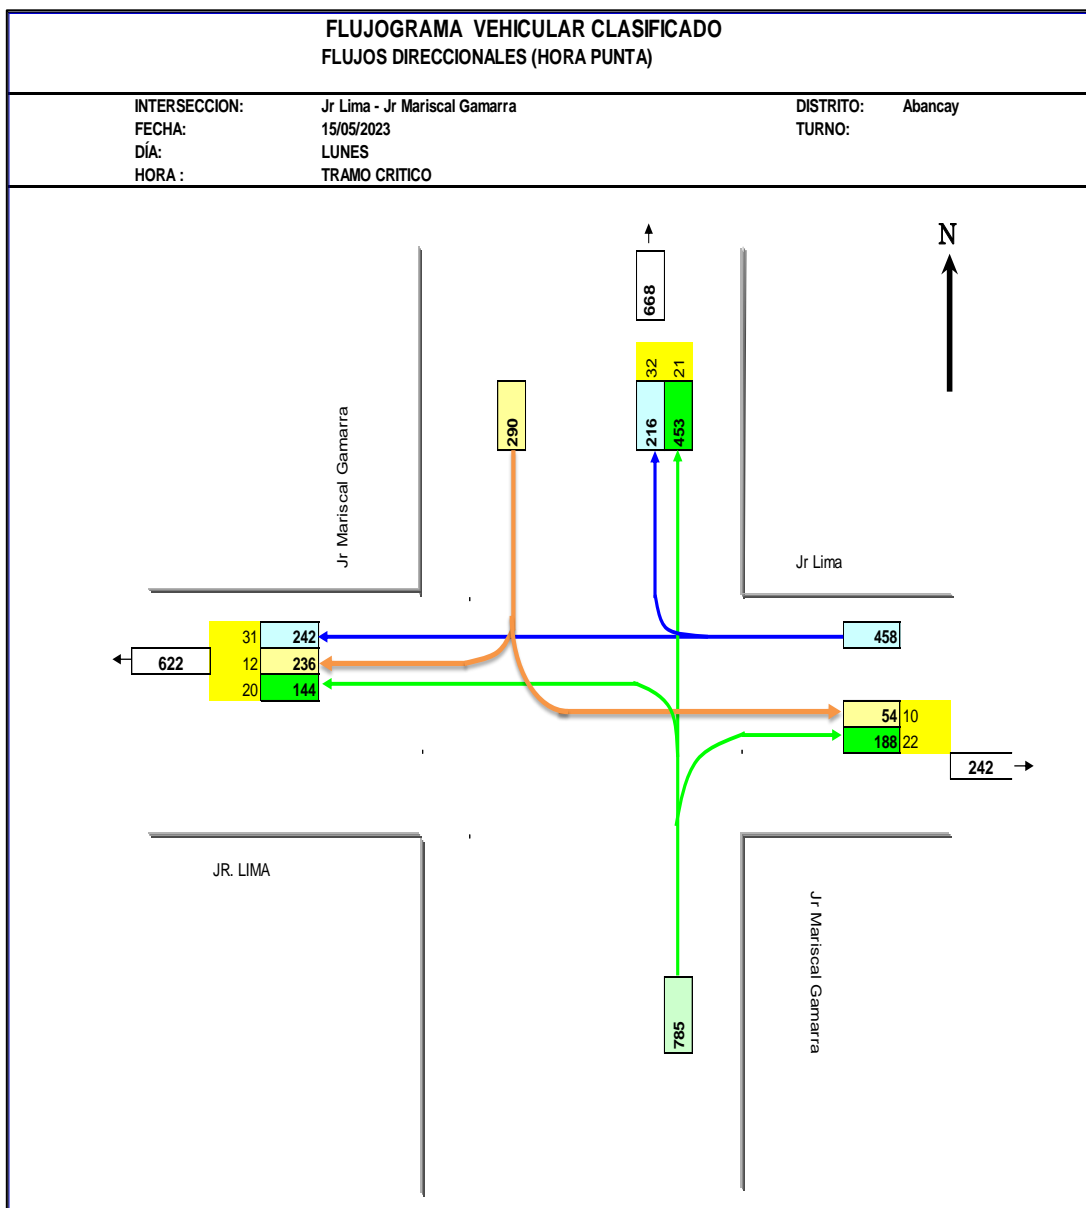 FLUJOGRAMA VEHICULAR CLASIFICADO
FLUJOS DIRECCIONALES (HORA PUNTA)
INTERSECCION: Jr Lima - Jr Mariscal Gamarra DISTRITO: Abancay
FECHA: 15/05/2023 TURNO:
DÍA: LUNES
HORA : TRAMO CRITICO
N
668
32 21
290
216 453
Jr Mariscal Gamarra
Jr Lima
31 242
458
622
12 236
20 144
54 10
188 22
242
JR. LIMA
Jr Mariscal Gamarra
785